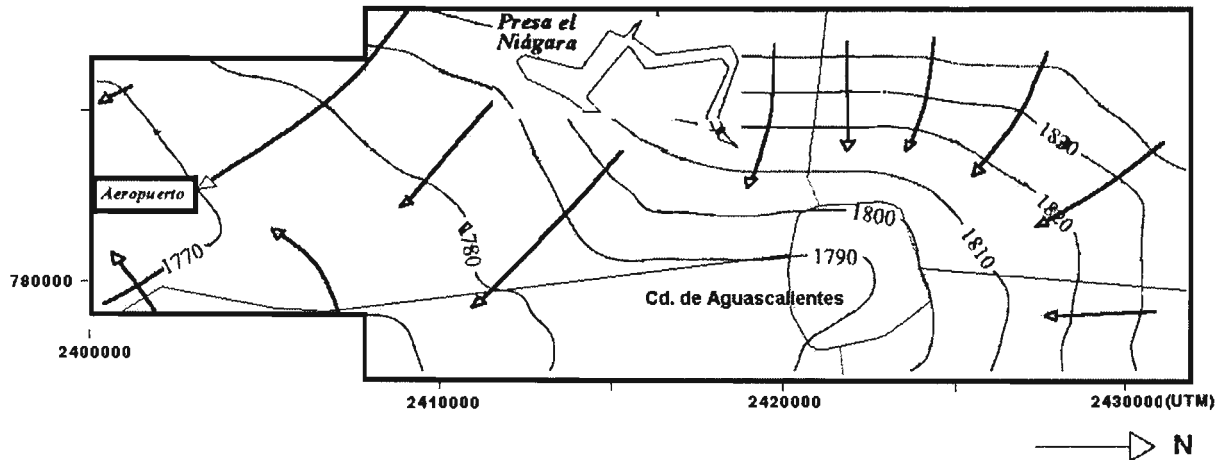 Presa el
Niágara
1820
1820
Aeropuerto
1800
1810
1780
1770
1790
780000
Cd. de Aguascalientes
2400000
2410000
2420000
2430000 (UTM)
N